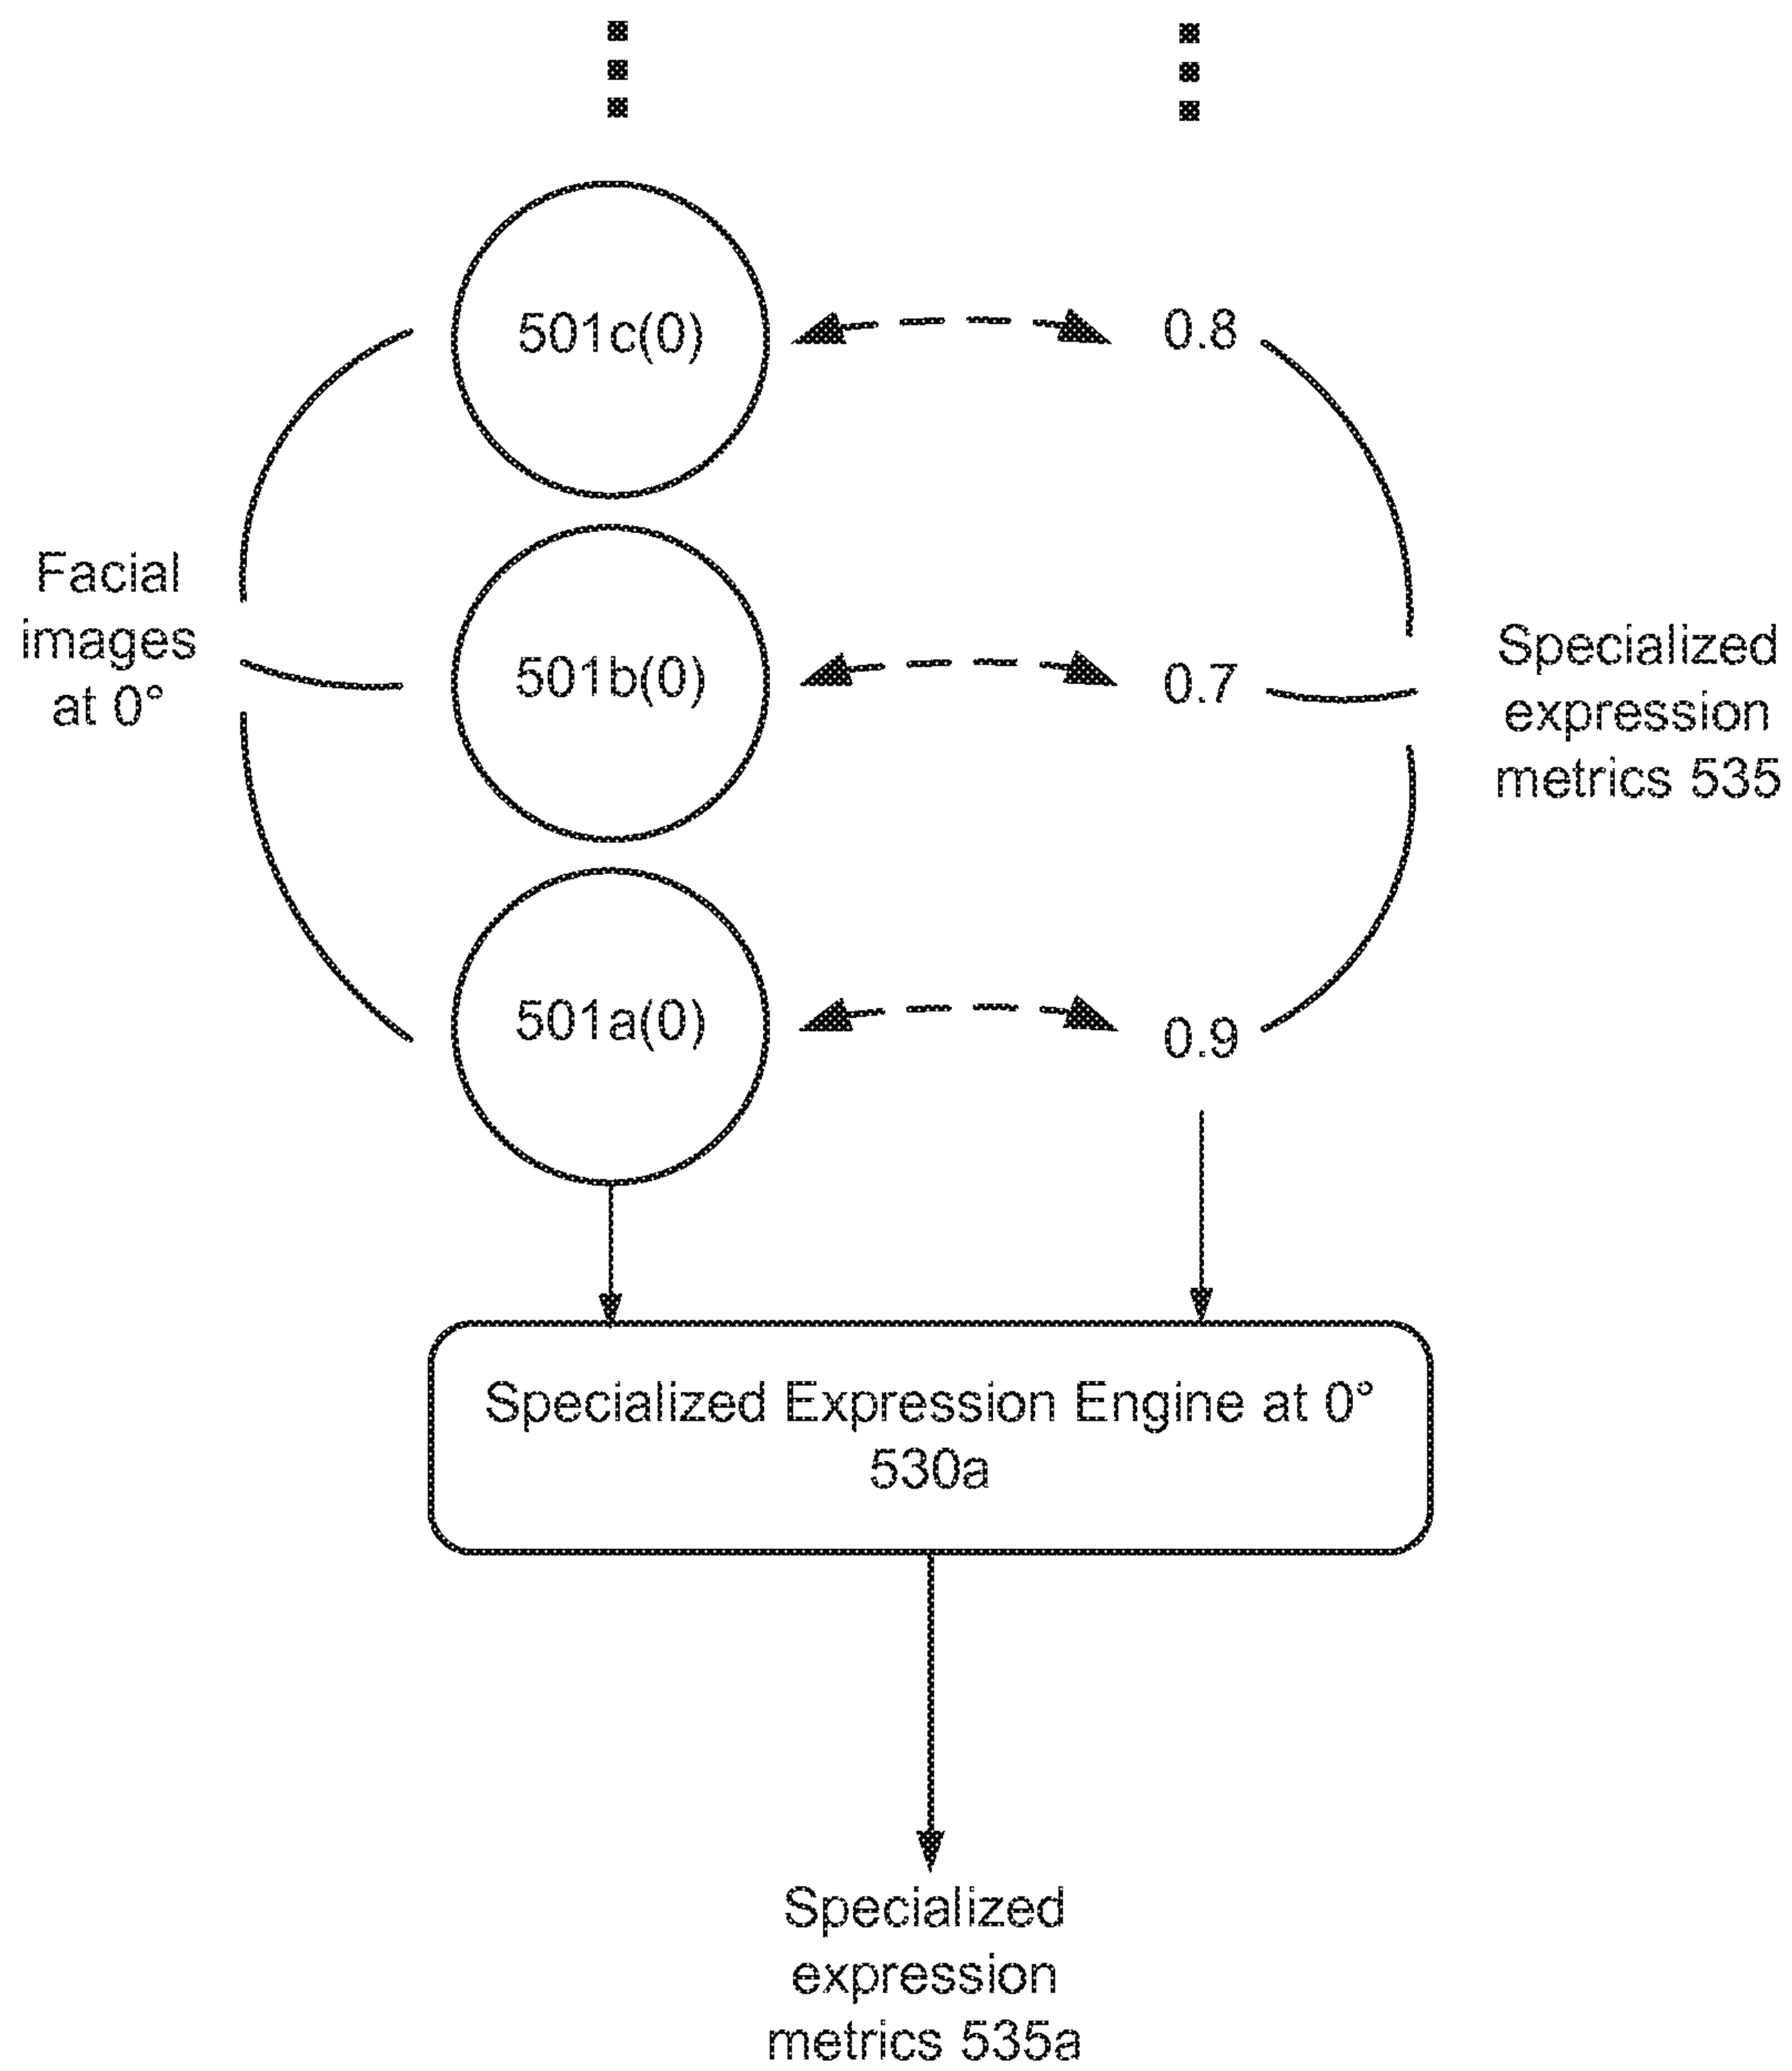 501c(0)
0.8
Facial
images
at 0°
501b(0)
0.7
Specialized
expression
metrics 535
501a(0)
0.9
Specialized Expression Engine at 0°
530a
Specialized
expression
metrics 535a